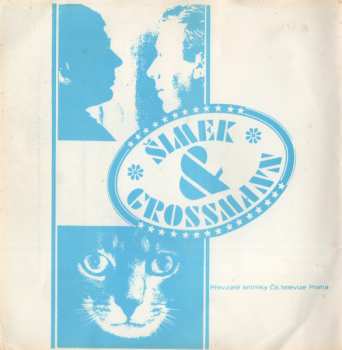 ŠIMEK
&
GROSSMANN
Převzaté snímky Čs. televize Praha